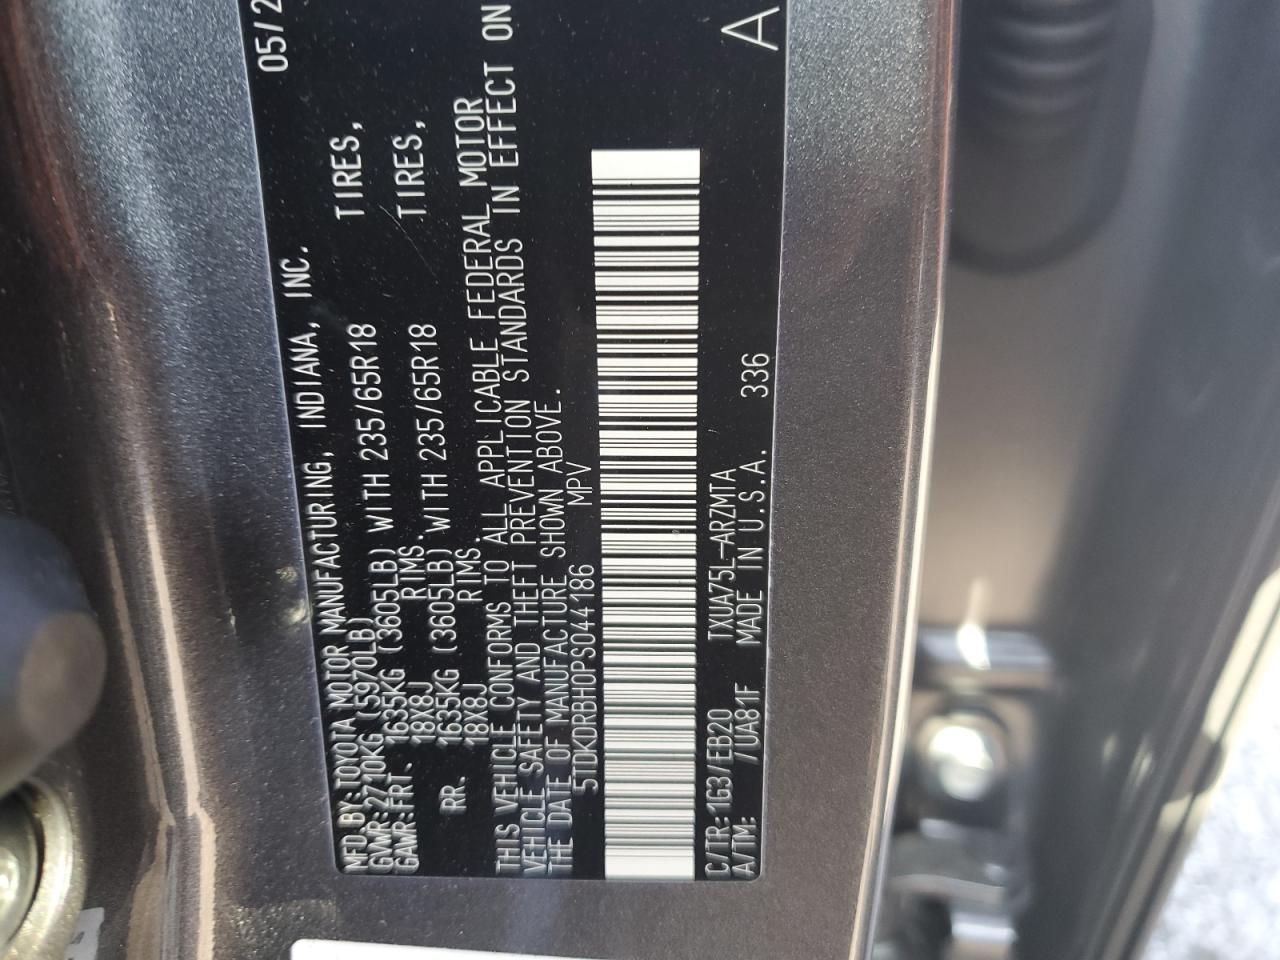 MFD.BY:TOYOTA MOTOR MANUFACTURING, INDIANA, INC. 05/2
GVWR:2710KG (5970LB)
GAWR:FRT. 1635KG (3605LB) WITH 235/65R18 TIRES,
18X8J RIMS.
RR. 1635KG (3605LB) WITH 235/65R18 TIRES,
18X8J RIMS.
THIS VEHICLE CONFORMS TO ALL APPLICABLE FEDERAL MOTOR
VEHICLE SAFETY AND THEFT PREVENTION STANDARDS IN EFFECT ON
THE DATE OF MANUFACTURE SHOWN ABOVE.
5TDKDRBH0PS044186 MPV
C/TR:1G3/EB20 TXUA75L-ARZMTA
A/TM: /UA81F MADE IN U.S.A. 336 A